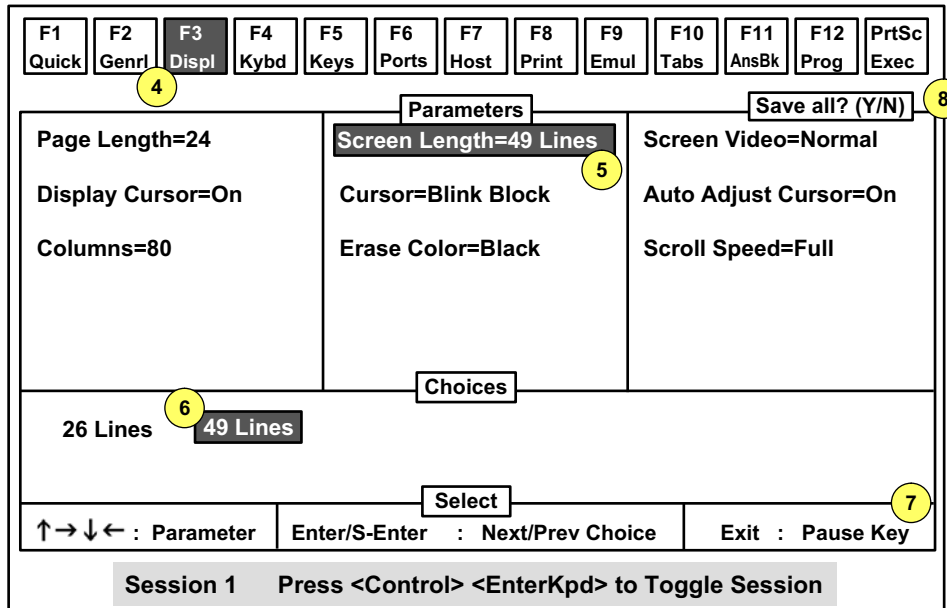 F1 F2 F3 F4 F5 F6 F7 F8 F9 F10 F11 F12 PrtSc
Quick Genrl Displ Kybd Keys Ports Host Print Emul Tabs AnsBk Prog Exec
4
Parameters Save all? (Y/N) 8
Page Length=24 Screen Length=49 Lines Screen Video=Normal
5
Display Cursor=On Cursor=Blink Block Auto Adjust Cursor=On
Columns=80 Erase Color=Black Scroll Speed=Full
Choices
6
26 Lines 49 Lines
Select
7
↑→↓← : Parameter Enter/S-Enter : Next/Prev Choice Exit : Pause Key
Session 1 Press <Control> <EnterKpd> to Toggle Session